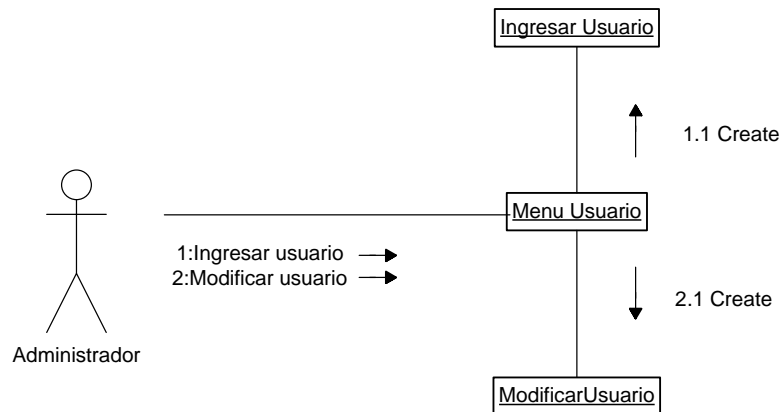 Ingresar Usuario
1.1 Create
Menu Usuario
1:Ingresar usuario
2:Modificar usuario
2.1 Create
Administrador
ModificarUsuario